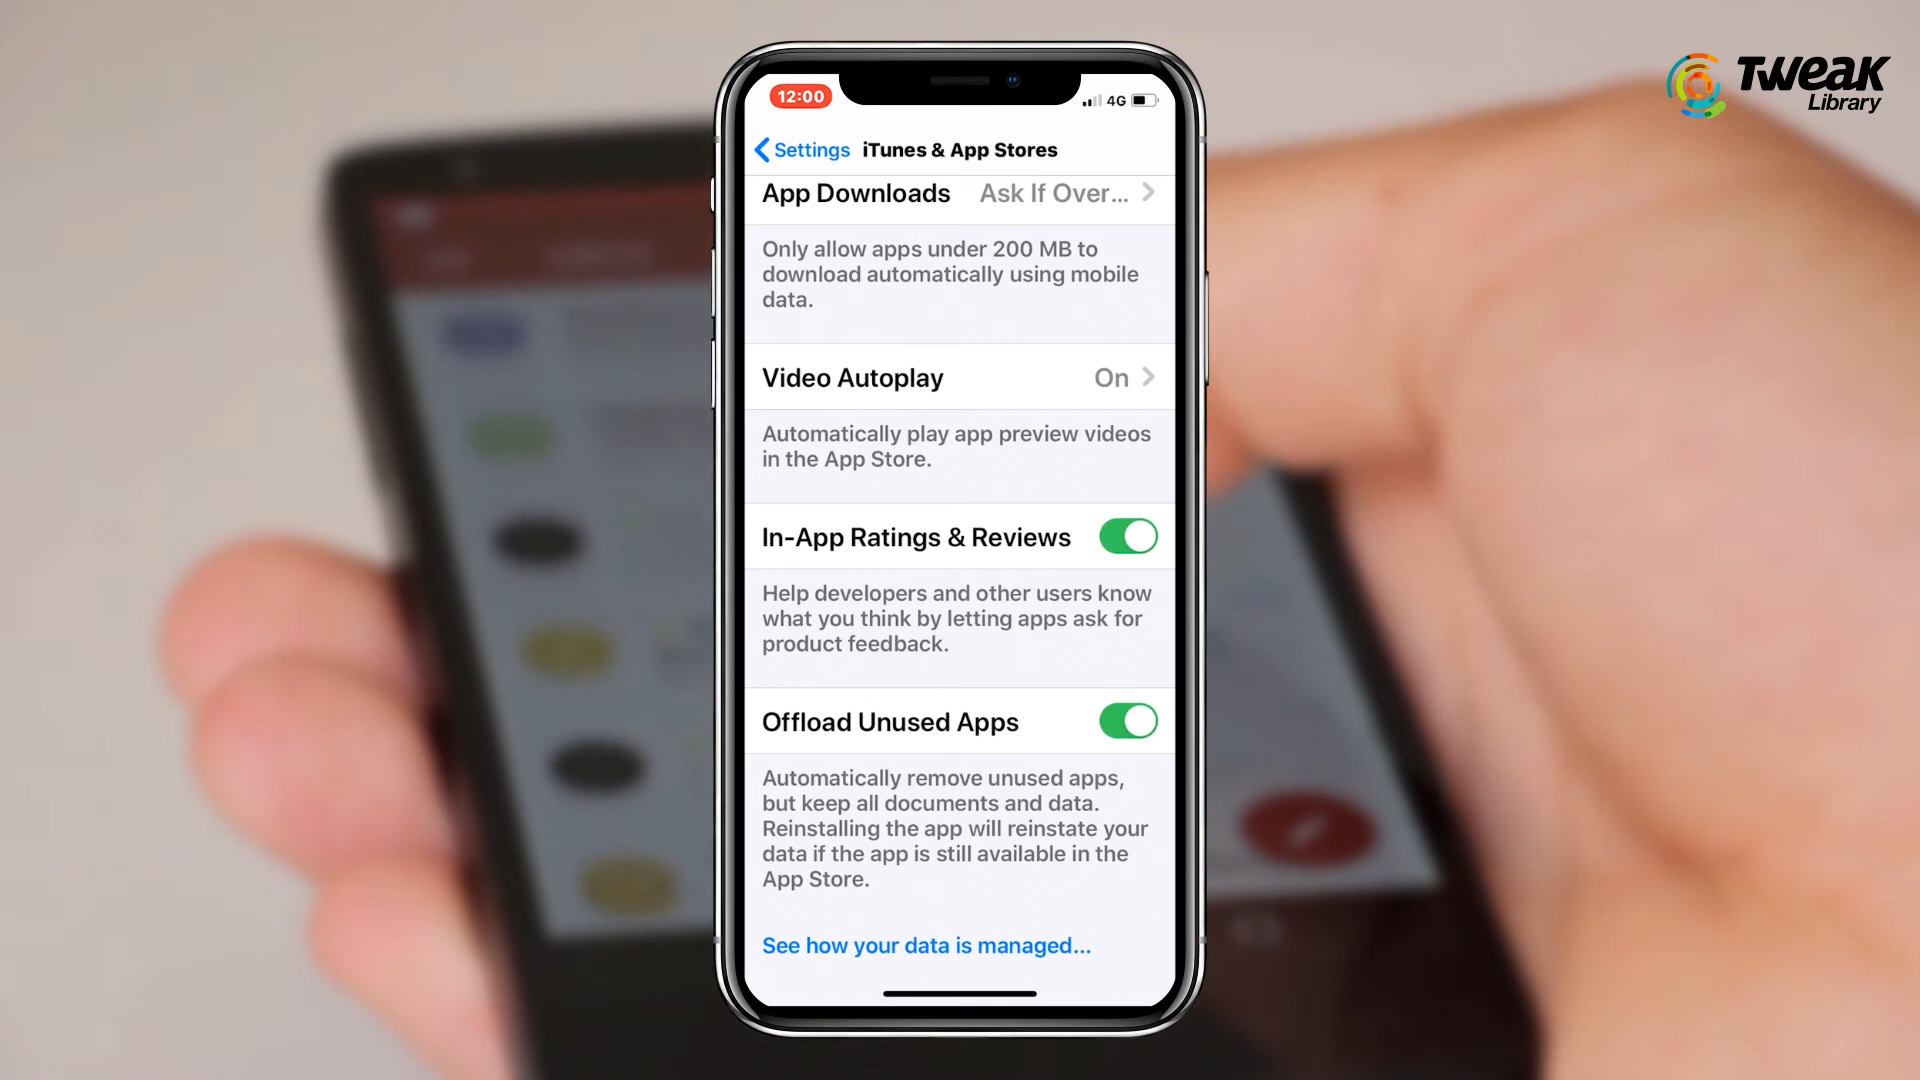 TWEAK
Library
12:00
4G
Settings iTunes & App Stores
App Downloads Ask If Over...
Only allow apps under 200 MB to
download automatically using mobile
data.
Video Autoplay On
Automatically play app preview videos
in the App Store.
In-App Ratings & Reviews
Help developers and other users know
what you think by letting apps ask for
product feedback.
Offload Unused Apps
Automatically remove unused apps,
but keep all documents and data.
Reinstalling the app will reinstate your
data if the app is still available in the
App Store.
See how your data is managed...